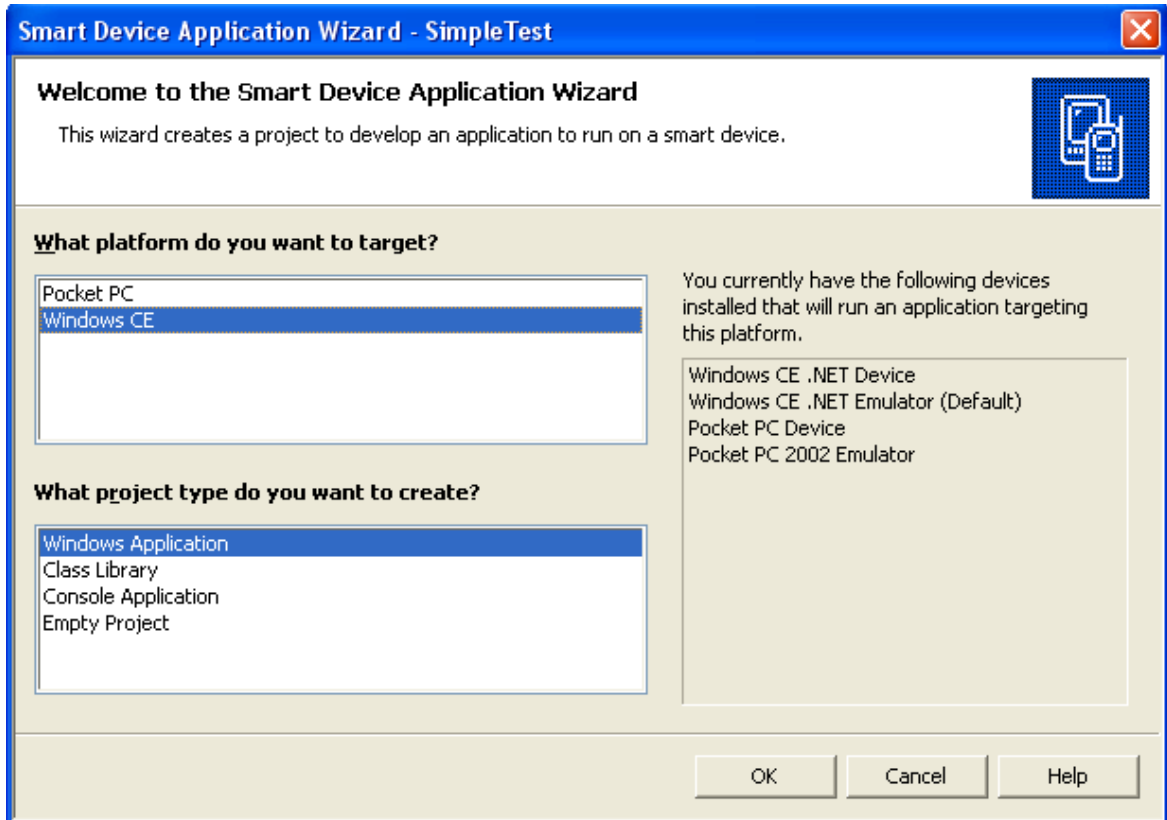 Smart Device Application Wizard - SimpleTest
Welcome to the Smart Device Application Wizard
This wizard creates a project to develop an application to run on a smart device.
What platform do you want to target?
Pocket PC
Windows CE
You currently have the following devices
installed that will run an application targeting
this platform.
Windows CE .NET Device
Windows CE .NET Emulator (Default)
Pocket PC Device
Pocket PC 2002 Emulator
What project type do you want to create?
Windows Application
Class Library
Console Application
Empty Project
OK
Cancel
Help